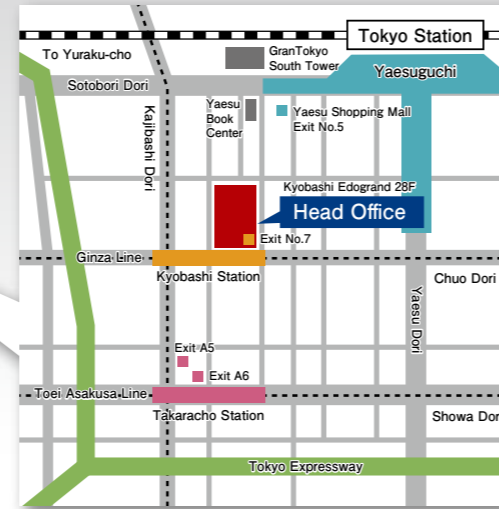 Tokyo Station
To Yuraku-cho
GranTokyo
South Tower
Yaesuguchi
Sotobori Dori
Kajibashi Dori
Yaesu
Book
Center
Yaesu Shopping Mall
Exit No.5
Kyobashi Edogrand 28F
Head Office
Exit No.7
Ginza Line
Kyobashi Station
Chuo Dori
Yaesu Dori
Exit A5
Exit A6
Toei Asakusa Line
Takaracho Station
Showa Dor
Tokyo Expressway